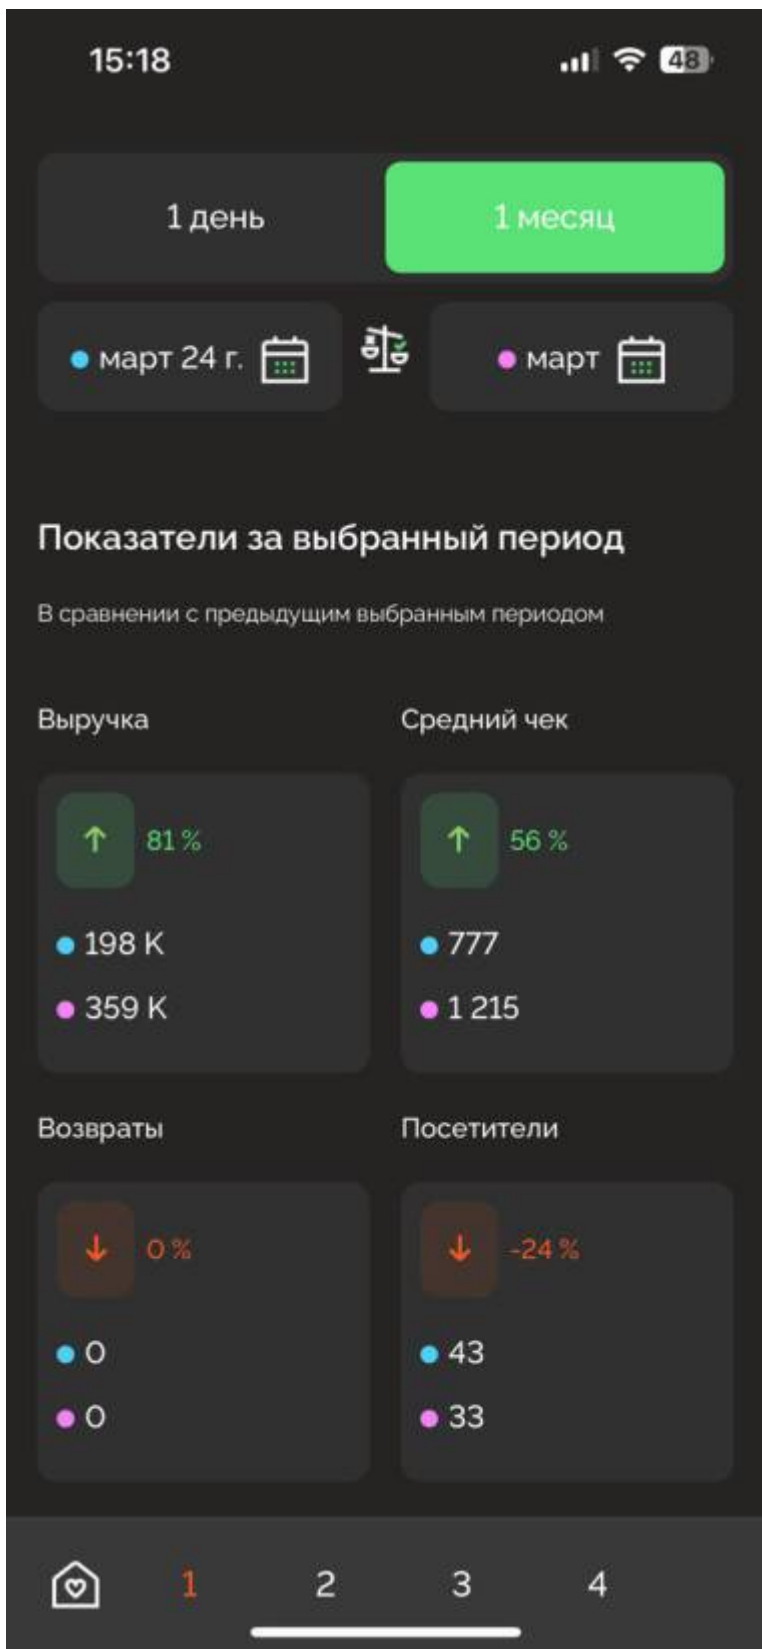 15:18
48
1 день
1 месяц
март 24 г.
март
Показатели за выбранный период
В сравнении с предыдущим выбранным периодом
Выручка
81 %
198 К
359 К
Средний чек
56 %
777
1 215
Возвраты
0 %
0
0
Посетители
-24 %
43
33
1
2
3
4